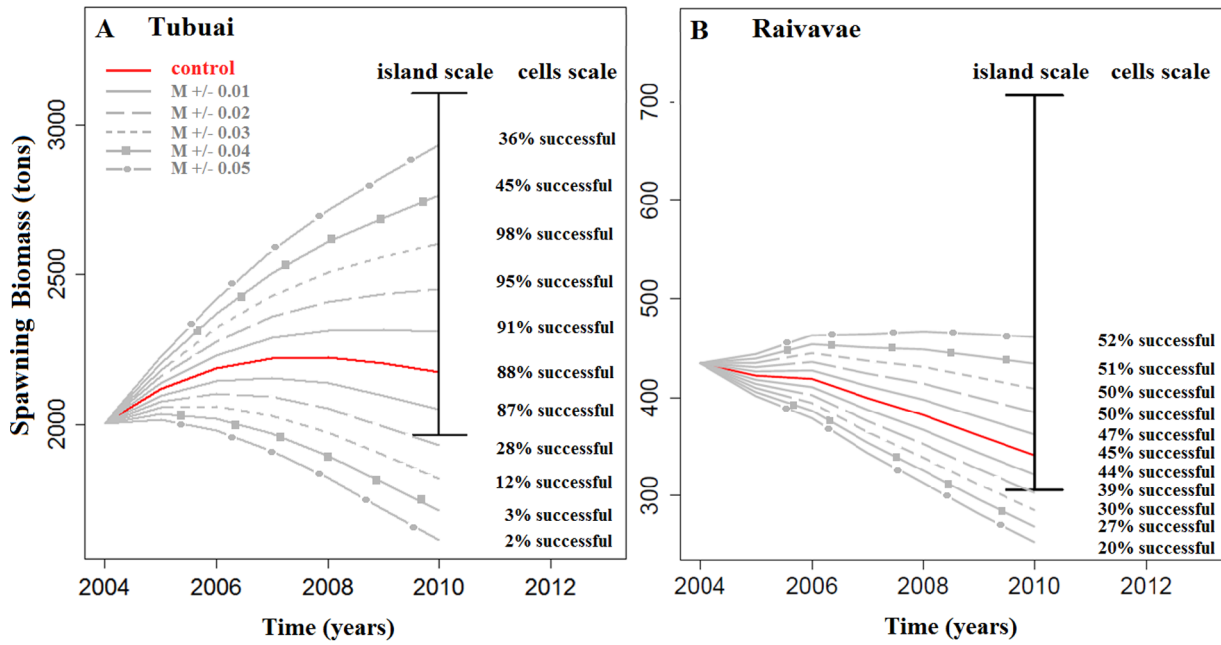 A Tubuai
control
M +/- 0.01
M +/- 0.02
M +/- 0.03
M +/- 0.04
M +/- 0.05
island scale cells scale
36% successful
45% successful
98% successful
95% successful
91% successful
88% successful
87% successful
28% successful
12% successful
3% successful
2% successful
Spawning Biomass (tons)
3000
2500
2000
2004 2006 2008 2010 2012
Time (years)
B Raivavae
island scale cells scale
700
600
500
400
300
52% successful
51% successful
50% successful
50% successful
47% successful
45% successful
44% successful
39% successful
30% successful
27% successful
20% successful
2004 2006 2008 2010 2012
Time (years)